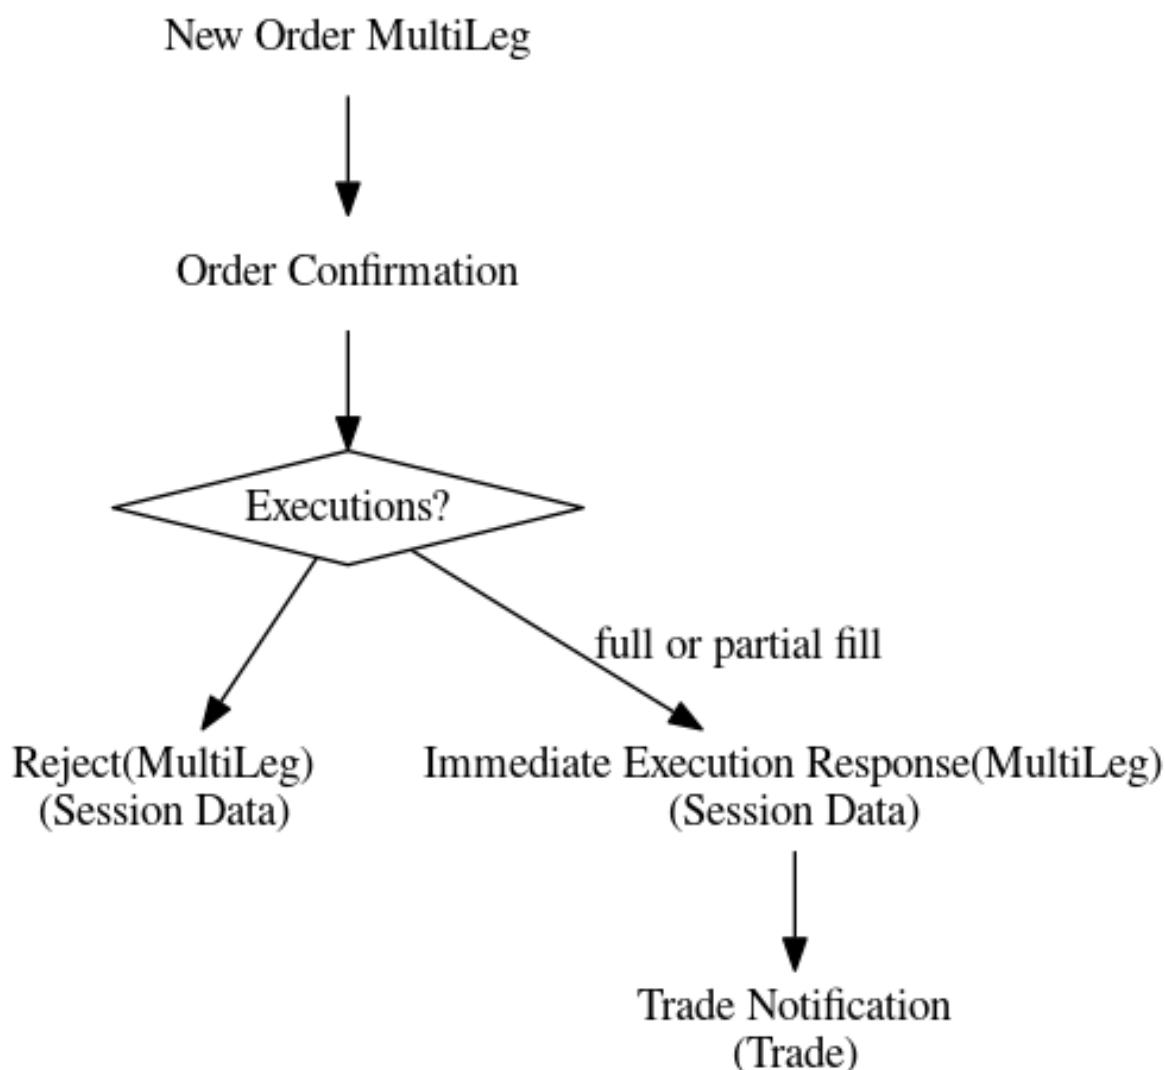 New Order MultiLeg
Order Confirmation
Executions?
full or partial fill
Reject(MultiLeg)
(Session Data)
Immediate Execution Response(MultiLeg)
(Session Data)
Trade Notification
(Trade)